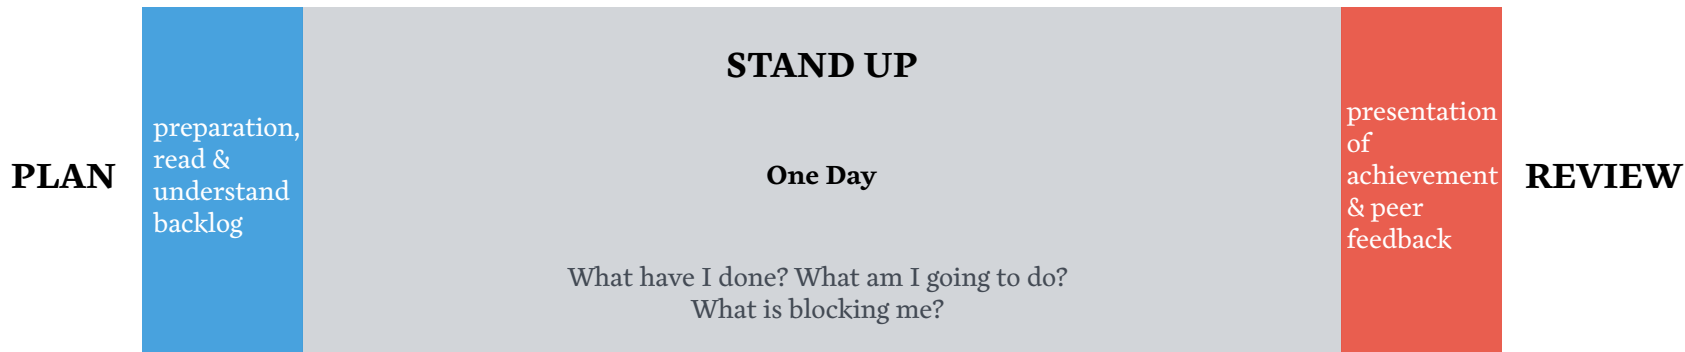 PLAN
preparation,
read &
understand
backlog
STAND UP
One Day
What have I done? What am I going to do?
What is blocking me?
presentation
of
achievement
& peer
feedback
REVIEW